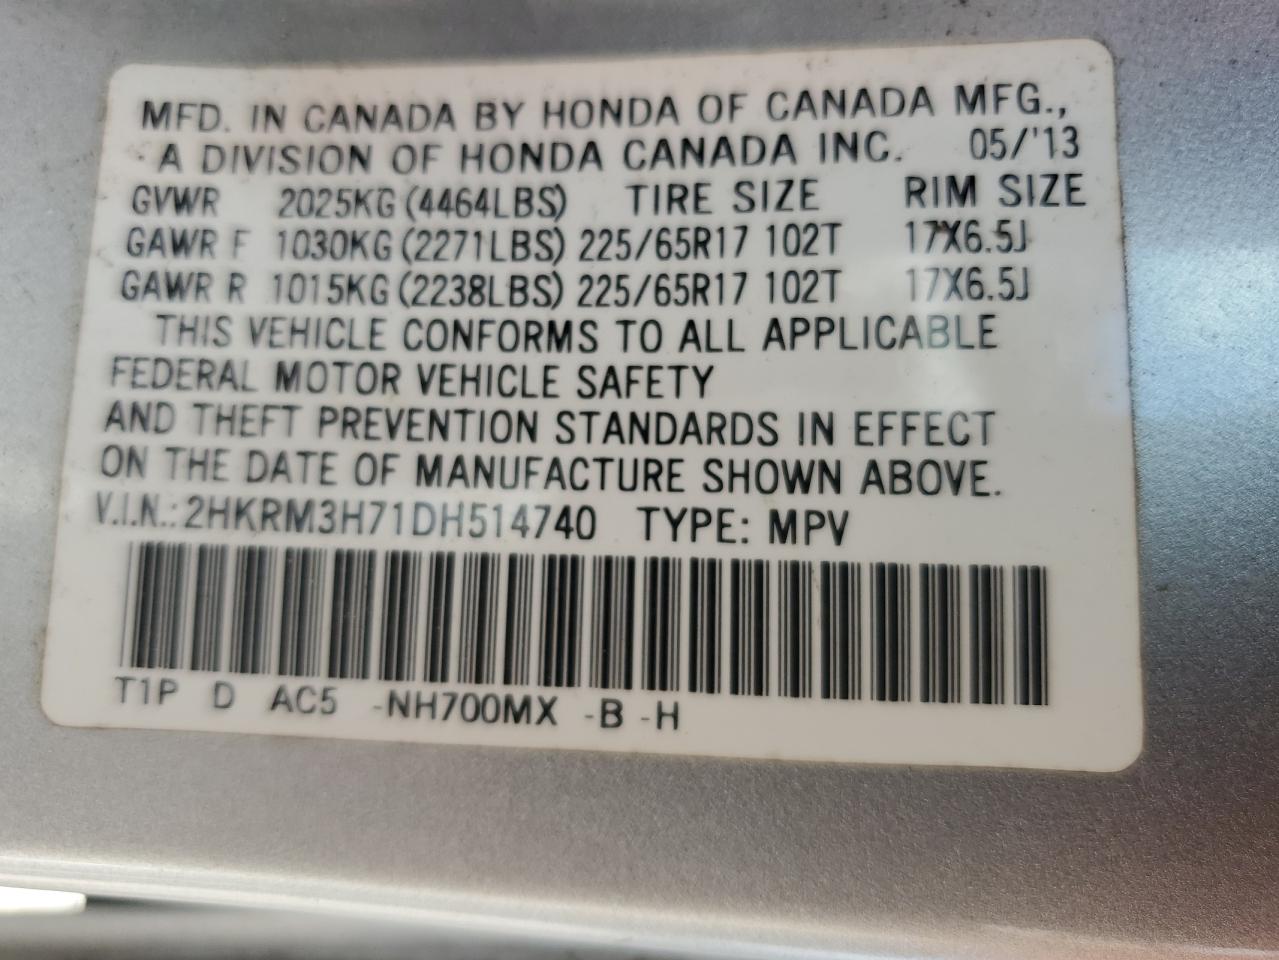 MFD. IN CANADA BY HONDA OF CANADA MFG.,
A DIVISION OF HONDA CANADA INC. 05/'13
GVWR 2025KG (4464LBS) TIRE SIZE RIM SIZE
GAWR F 1030KG (2271LBS) 225/65R17 102T 17X6.5J
GAWR R 1015KG (2238LBS) 225/65R17 102T 17X6.5J
THIS VEHICLE CONFORMS TO ALL APPLICABLE
FEDERAL MOTOR VEHICLE SAFETY
AND THEFT PREVENTION STANDARDS IN EFFECT
ON THE DATE OF MANUFACTURE SHOWN ABOVE.
V.I.N.: 2HKRM3H71DH514740 TYPE: MPV
T1P D AC5 -NH700MX -B -H